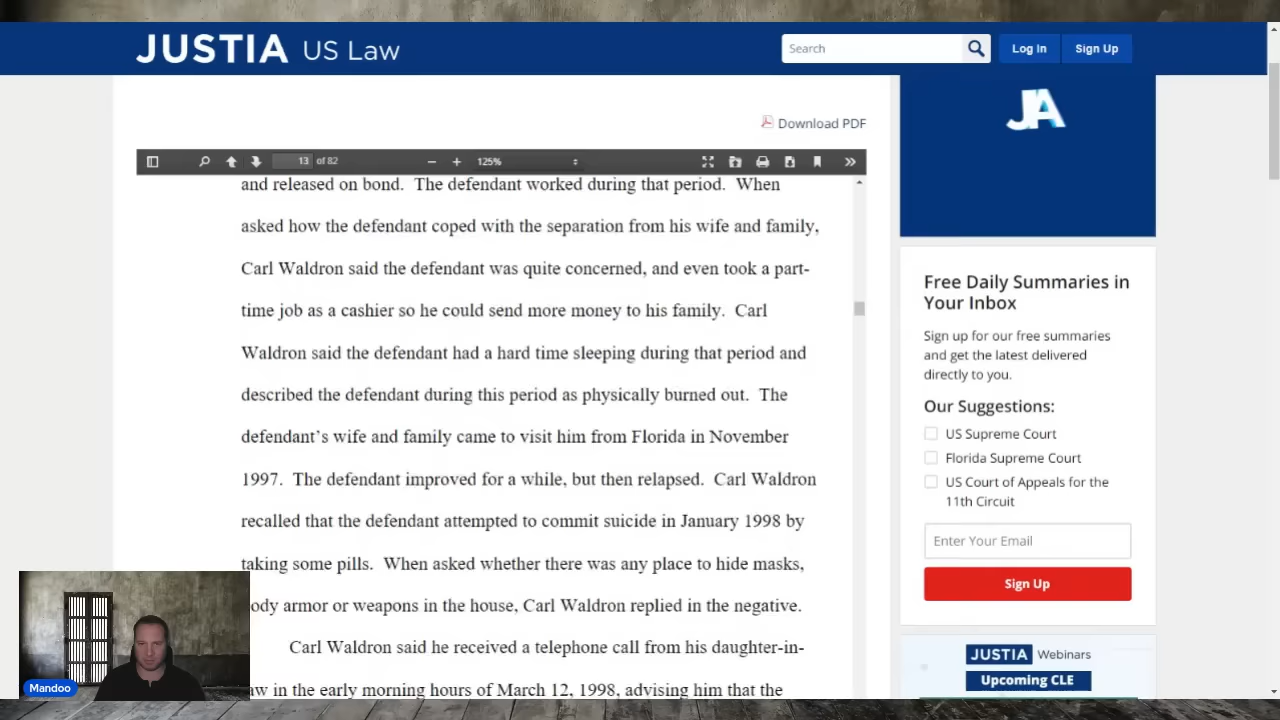 JUSTIA US Law
Search
Log In
Sign Up
Download PDF
13 of 82
125%
and released on bond. The defendant worked during that period. When
asked how the defendant coped with the separation from his wife and family,
Carl Waldron said the defendant was quite concerned, and even took a part-
time job as a cashier so he could send more money to his family. Carl
Waldron said the defendant had a hard time sleeping during that period and
described the defendant during this period as physically burned out. The
defendant's wife and family came to visit him from Florida in November
1997. The defendant improved for a while, but then relapsed. Carl Waldron
recalled that the defendant attempted to commit suicide in January 1998 by
taking some pills. When asked whether there was any place to hide masks,
ody armor or weapons in the house, Carl Waldron replied in the negative.
Carl Waldron said he received a telephone call from his daughter-in-
aw in the early morning hours of March 12, 1998, advising him that the
JA
Free Daily Summaries in
Your Inbox
Sign up for our free summaries
and get the latest delivered
directly to you.
Our Suggestions:
US Supreme Court
Florida Supreme Court
US Court of Appeals for the
11th Circuit
Enter Your Email
Sign Up
JUSTIA Webinars
Upcoming CLE
Mandoo